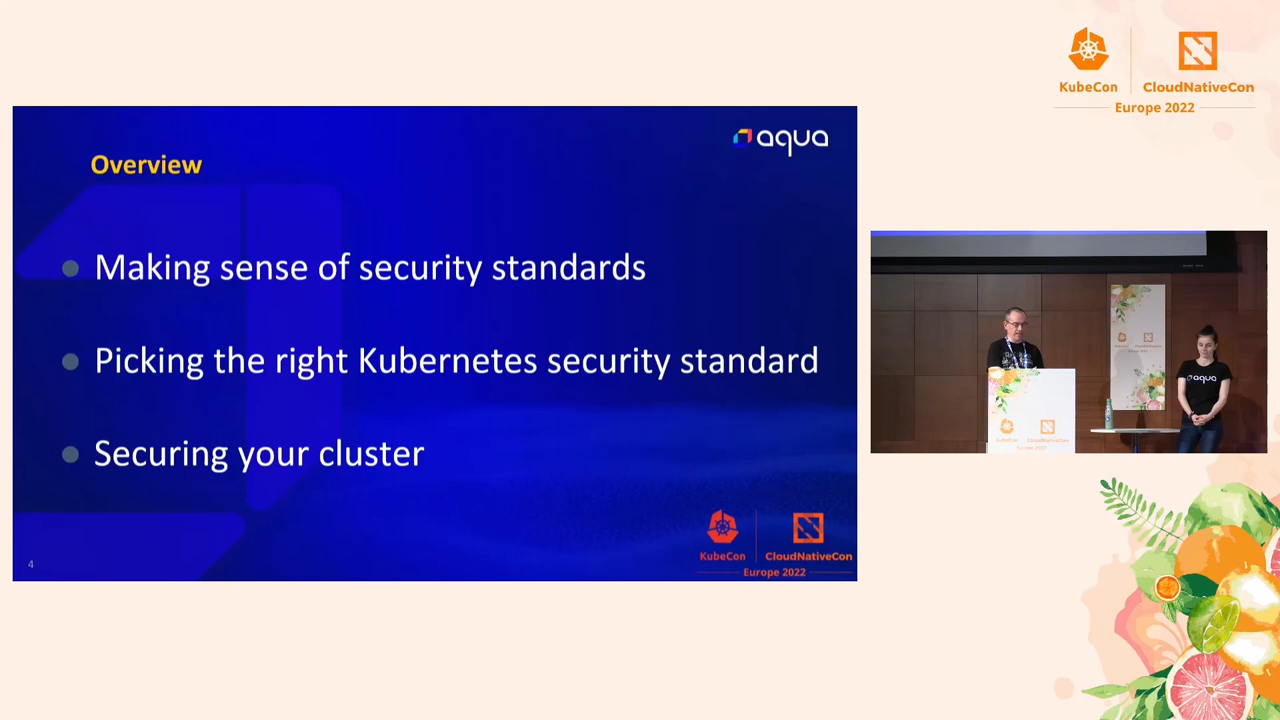 KubeCon
CloudNativeCon
Europe 2022
aqua
Overview
Making sense of security standards
Picking the right Kubernetes security standard
Securing your cluster
4
KubeCon
CloudNativeCon
Europe 2022
aqua